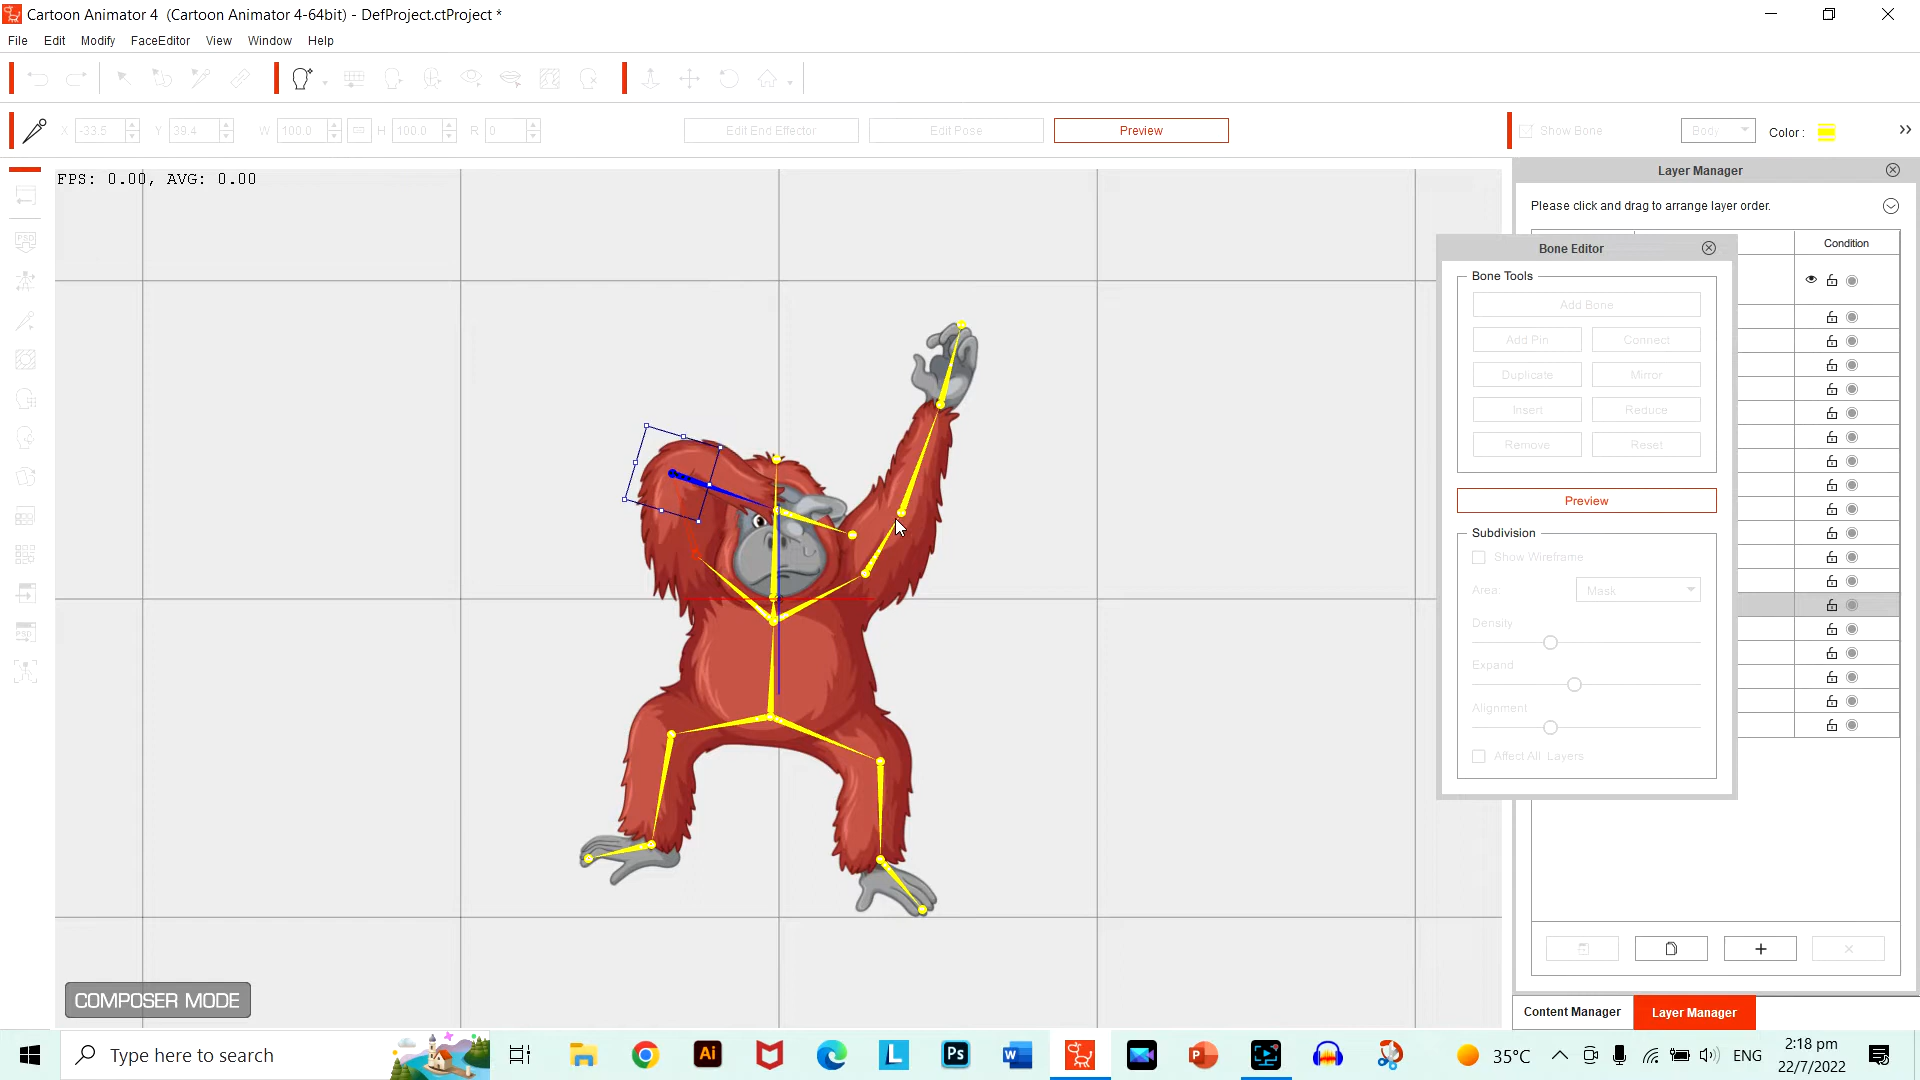 Cartoon Animator 4 (Cartoon Animator 4-64bit) - DefProject.ctProject *
File Edit Modify FaceEditor View Window Help
X -33.5 Y 39.4 W 100.0 H 100.0 R 0 Edit End Effector Edit Pose Preview Show Bone Body Color :
FPS: 0.00, AVG: 0.00
Layer Manager
Please click and drag to arrange layer order.
Condition
Bone Editor
Bone Tools
Add Bone
Add Pin Connect
Duplicate Mirror
Insert Reduce
Remove Reset
Preview
Subdivision
Show Wireframe
Area: Mask
Density
Expand
Alignment
Affect All Layers
COMPOSER MODE
Content Manager Layer Manager
Type here to search
Ai
L
Ps
W
P
35°C
ENG
2:18 pm
22/7/2022